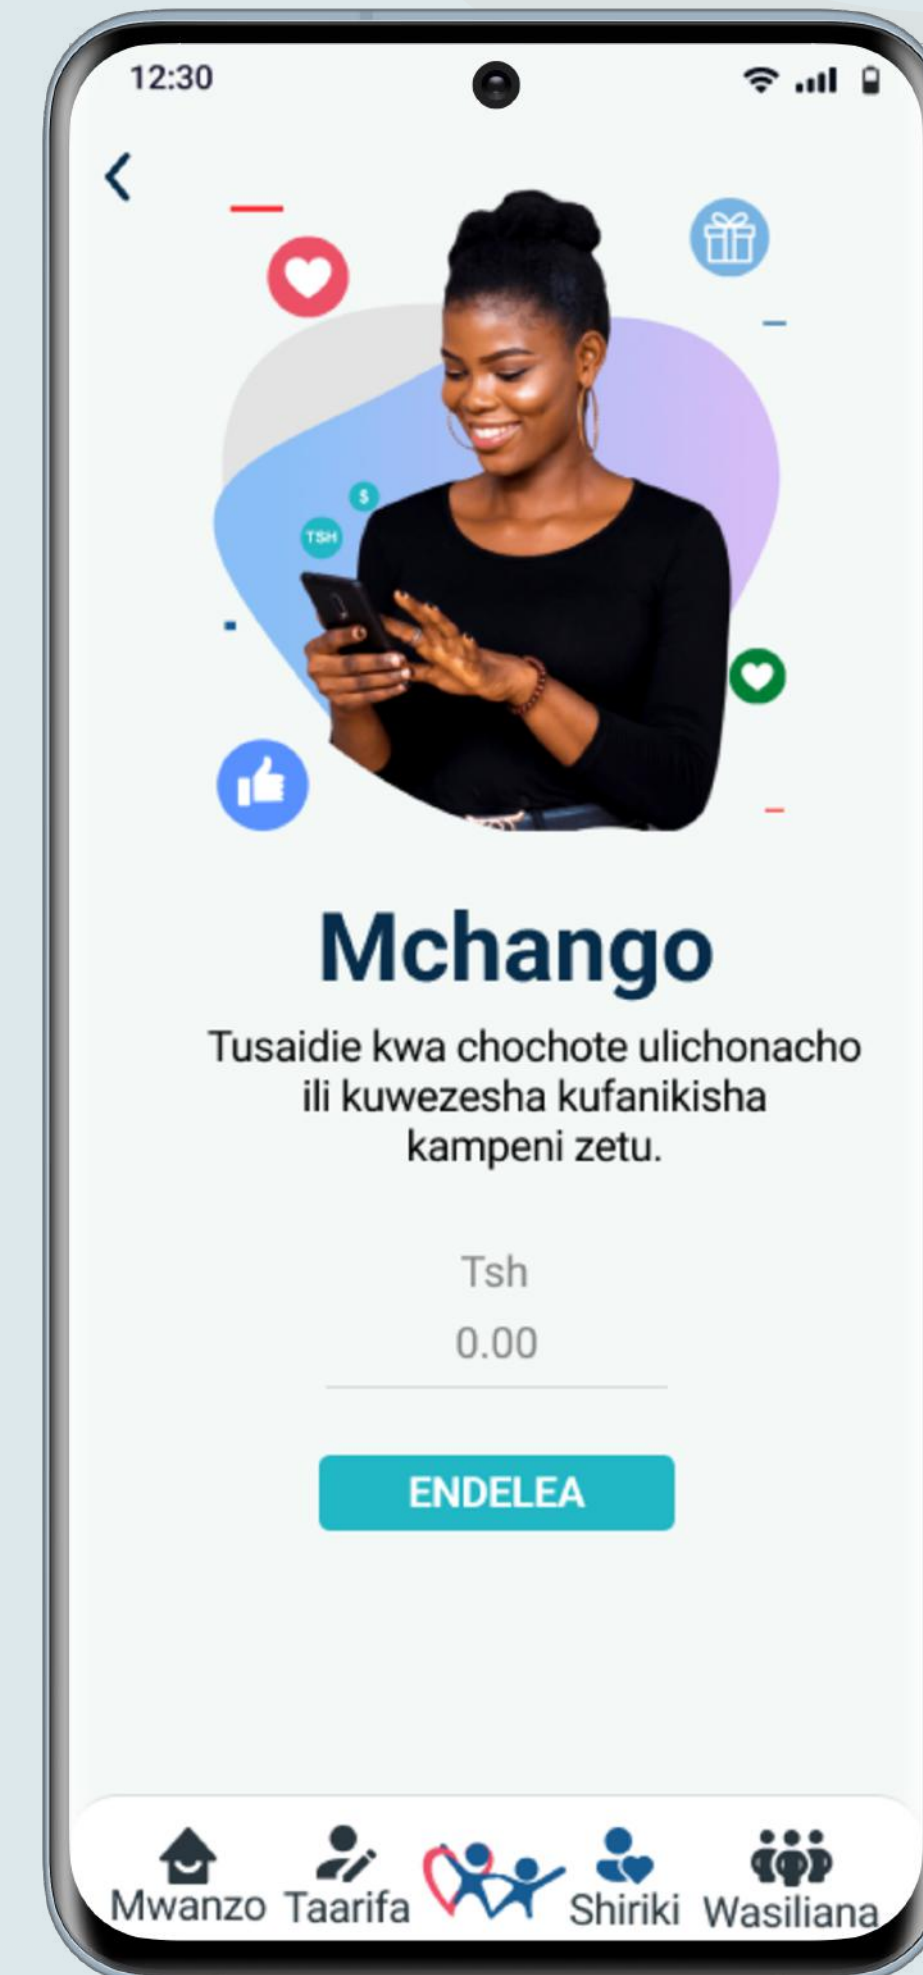 12:30
$
TSH
Mchango
Tusaidie kwa chochote ulichonacho
ili kuwezesha kufanikisha
kampeni zetu.
Tsh
0.00
ENDELEA
Mwanzo Taarifa Shiriki Wasiliana